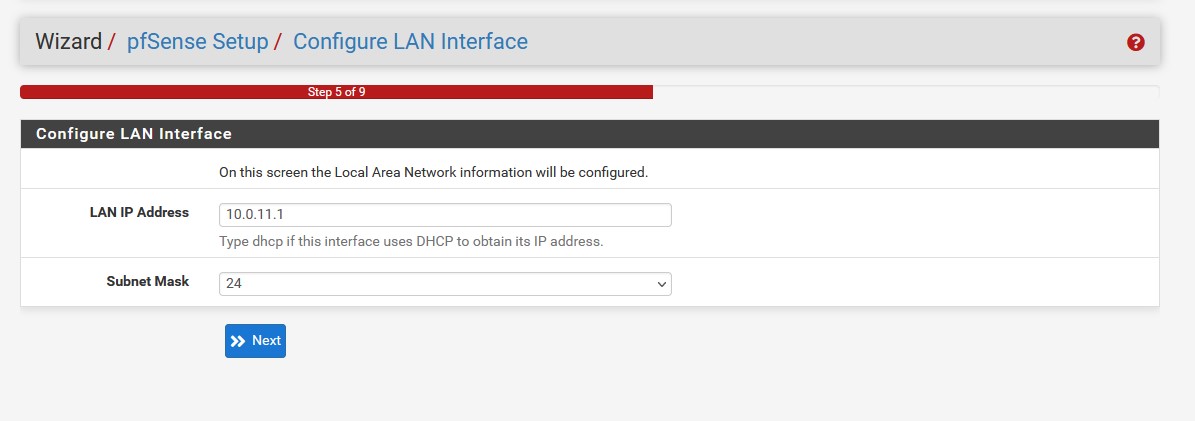 Wizard / pfSense Setup / Configure LAN Interface
?
Step 5 of 9
Configure LAN Interface
On this screen the Local Area Network information will be configured.
LAN IP Address
10.0.11.1
Type dhcp if this interface uses DHCP to obtain its IP address.
Subnet Mask
24
Next